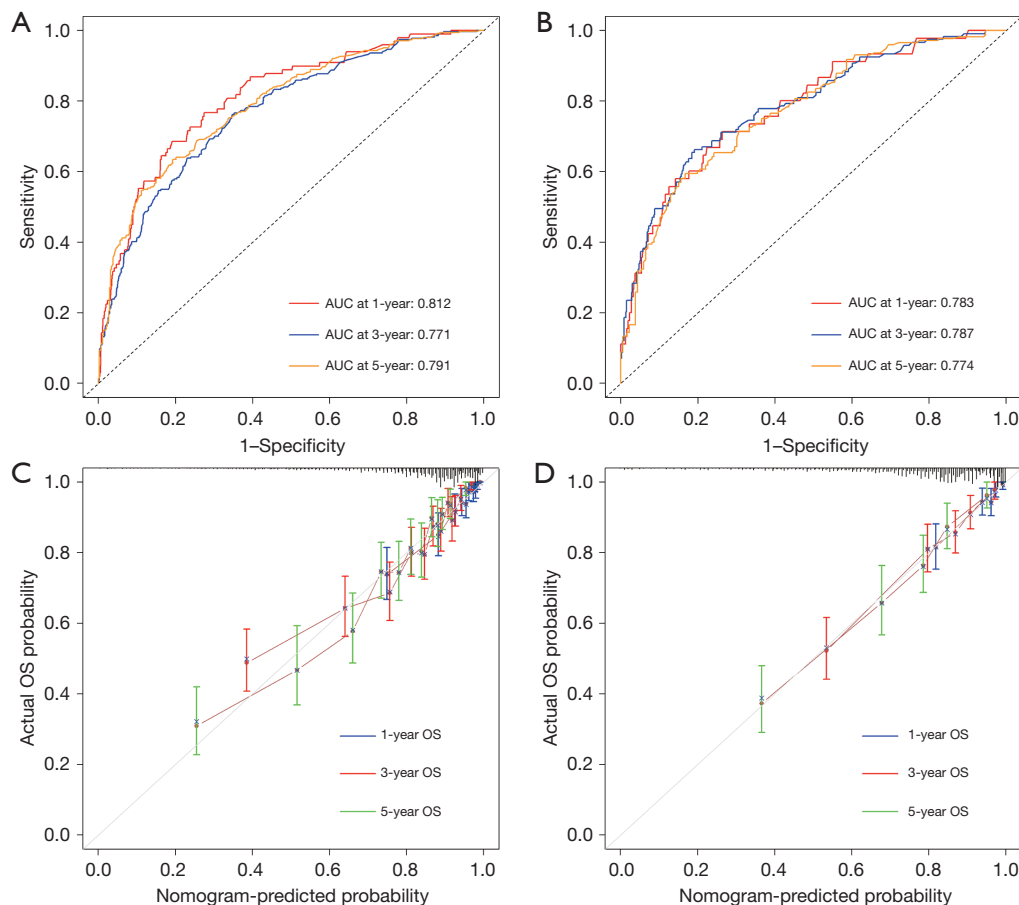 A
1.0
0.8
0.6
0.4
0.2
0.0
Sensitivity
AUC at 1-year: 0.812
AUC at 3-year: 0.771
AUC at 5-year: 0.791
0.0 0.2 0.4 0.6 0.8 1.0
1–Specificity
B
1.0
0.8
0.6
0.4
0.2
0.0
Sensitivity
AUC at 1-year: 0.783
AUC at 3-year: 0.787
AUC at 5-year: 0.774
0.0 0.2 0.4 0.6 0.8 1.0
1–Specificity
C
1.0
0.8
0.6
0.4
0.2
0.0
Actual OS probability
1-year OS
3-year OS
5-year OS
0.0 0.2 0.4 0.6 0.8 1.0
Nomogram-predicted probability
D
1.0
0.8
0.6
0.4
0.2
0.0
Actual OS probability
1-year OS
3-year OS
5-year OS
0.0 0.2 0.4 0.6 0.8 1.0
Nomogram-predicted probability